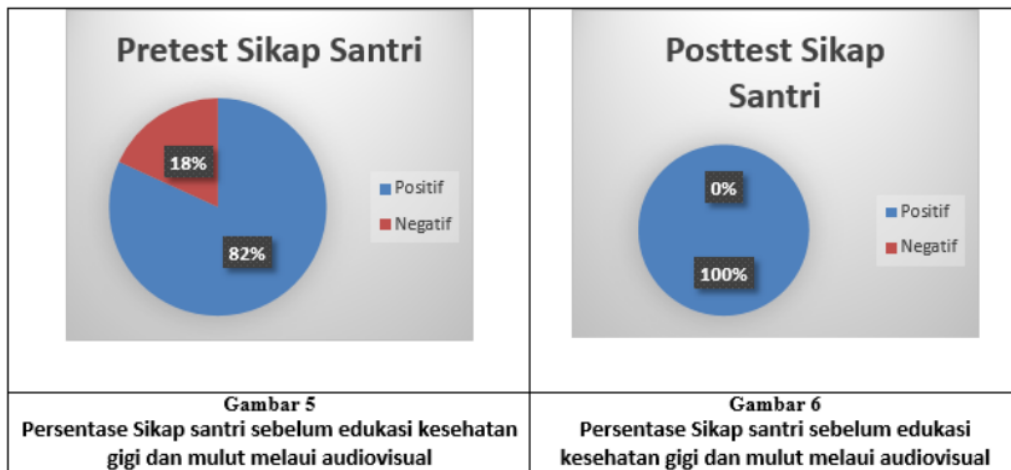 Pretest Sikap Santri
18%
82%
Positif
Negatif
Gambar 5
Persentase Sikap santri sebelum edukasi kesehatan
gigi dan mulut melaui audiovisual
Posttest Sikap
Santri
0%
100%
Positif
Negatif
Gambar 6
Persentase Sikap santri sebelum edukasi
kesehatan gigi dan mulut melaui audiovisual